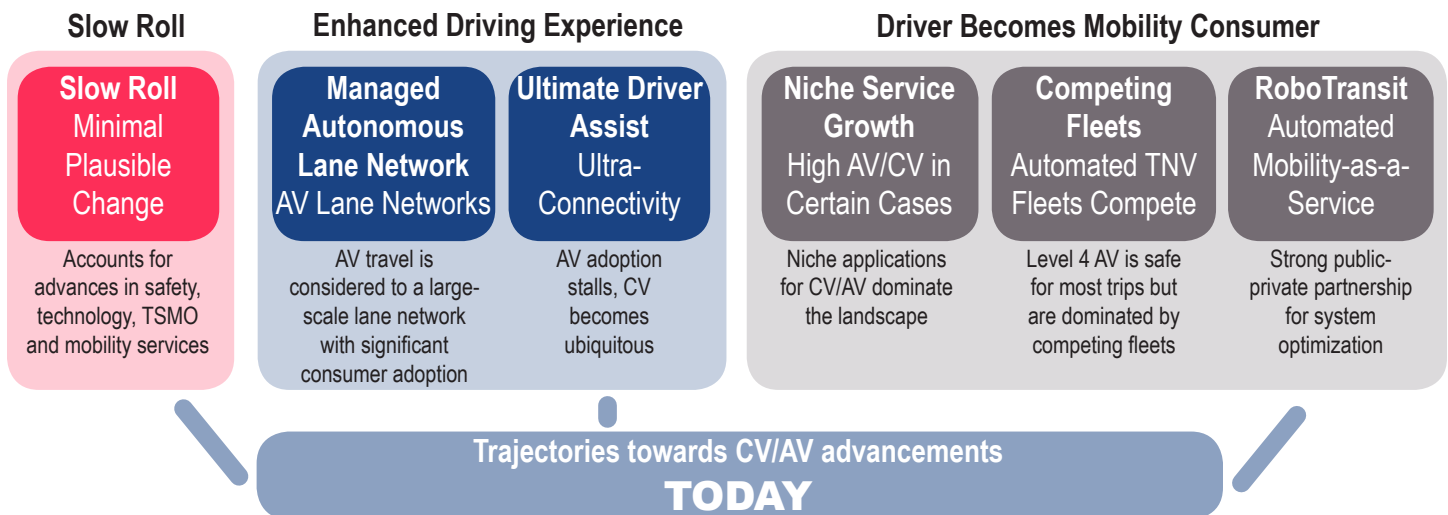 Slow Roll
Slow Roll
Minimal
Plausible
Change
Accounts for
advances in safety,
technology, TSMO
and mobility services
Enhanced Driving Experience
Managed
Autonomous
Lane Network
AV Lane Networks
AV travel is
considered to a large-
scale lane network
with significant
consumer adoption
Ultimate Driver
Assist
Ultra-
Connectivity
AV adoption
stalls, CV
becomes
ubiquitous
Driver Becomes Mobility Consumer
Niche Service
Growth
High AV/CV in
Certain Cases
Niche applications
for CV/AV dominate
the landscape
Competing
Fleets
Automated TNV
Fleets Compete
Level 4 AV is safe
for most trips but
are dominated by
competing fleets
RoboTransit
Automated
Mobility-as-a-
Service
Strong public-
private partnership
for system
optimization
Trajectories towards CV/AV advancements
TODAY